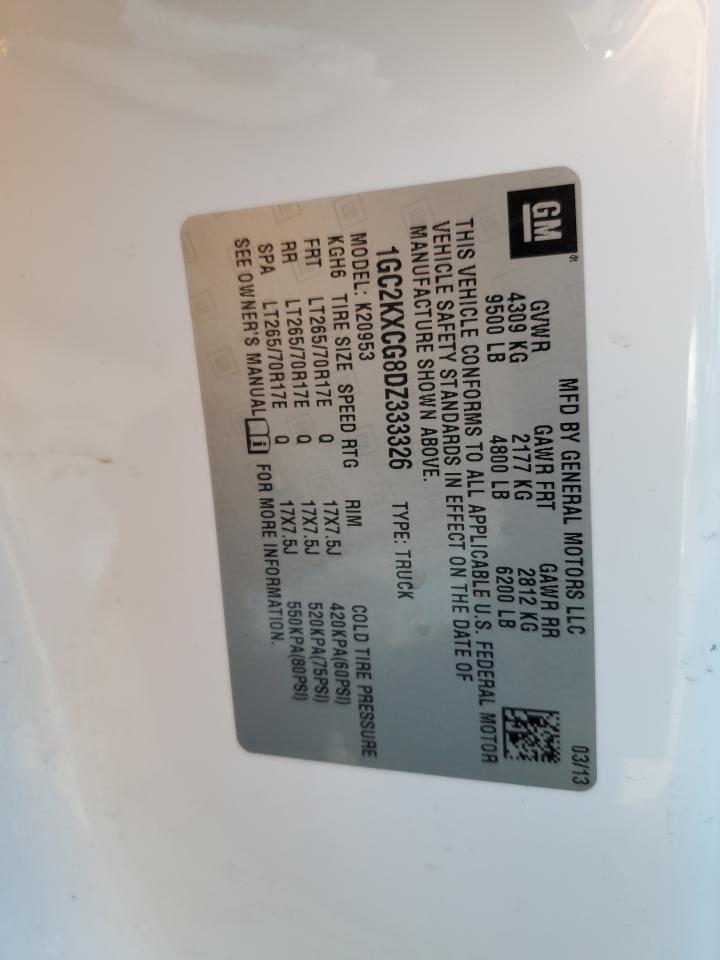 GM®
MFD BY GENERAL MOTORS LLC 03/13
GVWR GAWR FRT GAWR RR
4309 KG 2177 KG 2812 KG
9500 LB 4800 LB 6200 LB
THIS VEHICLE CONFORMS TO ALL APPLICABLE U.S. FEDERAL MOTOR
VEHICLE SAFETY STANDARDS IN EFFECT ON THE DATE OF
MANUFACTURE SHOWN ABOVE.
1GC2KXCG8DZ333326 TYPE: TRUCK
MODEL: K20953
KGH6 TIRE SIZE SPEED RTG RIM COLD TIRE PRESSURE
FRT LT265/70R17E Q 17X7.5J 420KPA(60PSI)
RR LT265/70R17E Q 17X7.5J 520KPA(75PSI)
SPA LT265/70R17E Q 17X7.5J 550KPA(80PSI)
SEE OWNER'S MANUAL i FOR MORE INFORMATION.